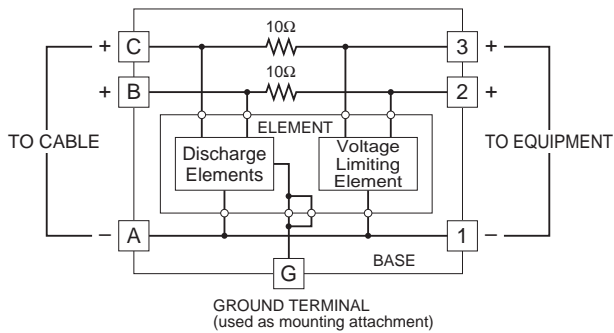 10Ω
+ C 3 +
10Ω
+ B 2 +
ELEMENT
TO CABLE
Discharge
Elements
Voltage
Limiting
Element
TO EQUIPMENT
– A 1 –
G
BASE
GROUND TERMINAL
(used as mounting attachment)